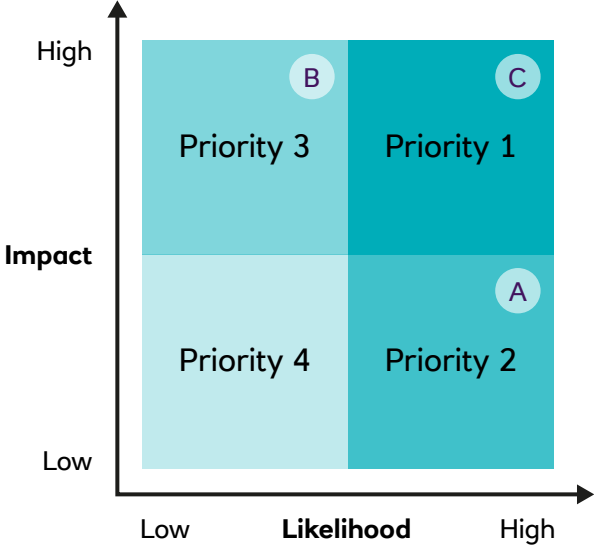 High
B
C
Priority 3
Priority 1
Impact
A
Priority 4
Priority 2
Low
Low
Likelihood
High